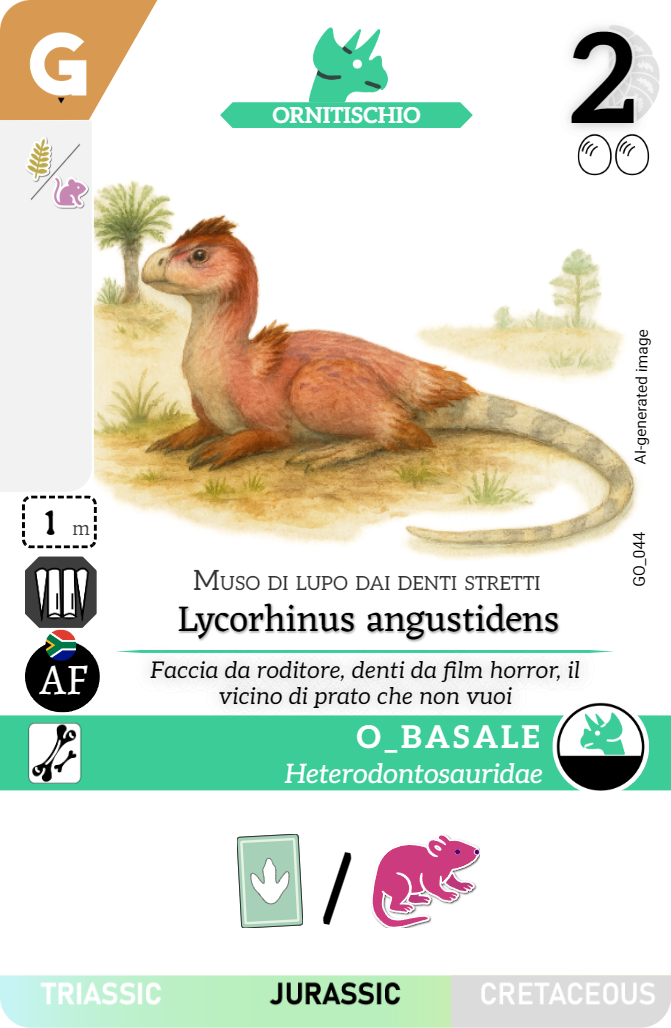 G
ORNITISCHIO
2
AI-generated image
GO_044
1 m
AF
MUSO DI LUPO DAI DENTI STRETTI
Lycorhinus angustidens
Faccia da roditore, denti da film horror, il
vicino di prato che non vuoi
O_BASALE
Heterodontosauridae
/
TRIASSIC JURASSIC CRETACEOUS